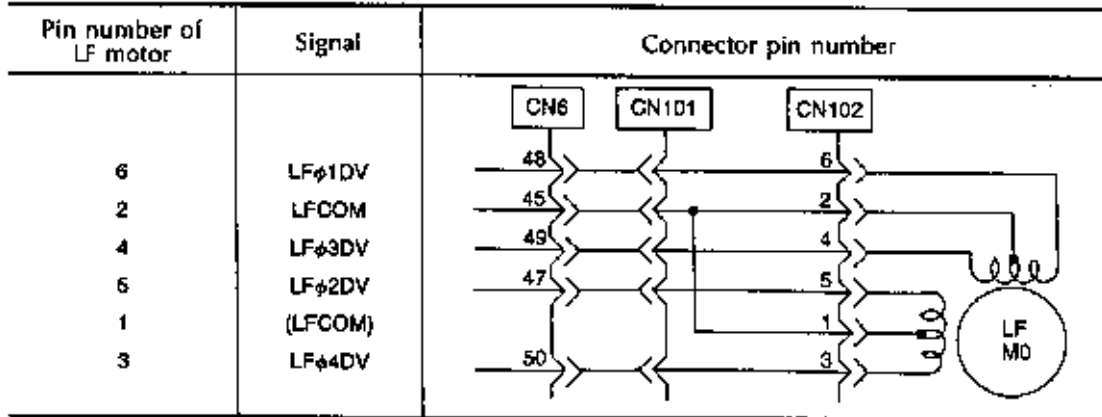 Pin number of LF motor Signal Connector pin number
CN6 CN101 CN102
6 LFφ1DV 48 6
2 LFCOM 45 2
4 LFφ3DV 49 4
5 LFφ2DV 47 5
1 (LFCOM) 1
3 LFφ4DV 50 3
LF
M0